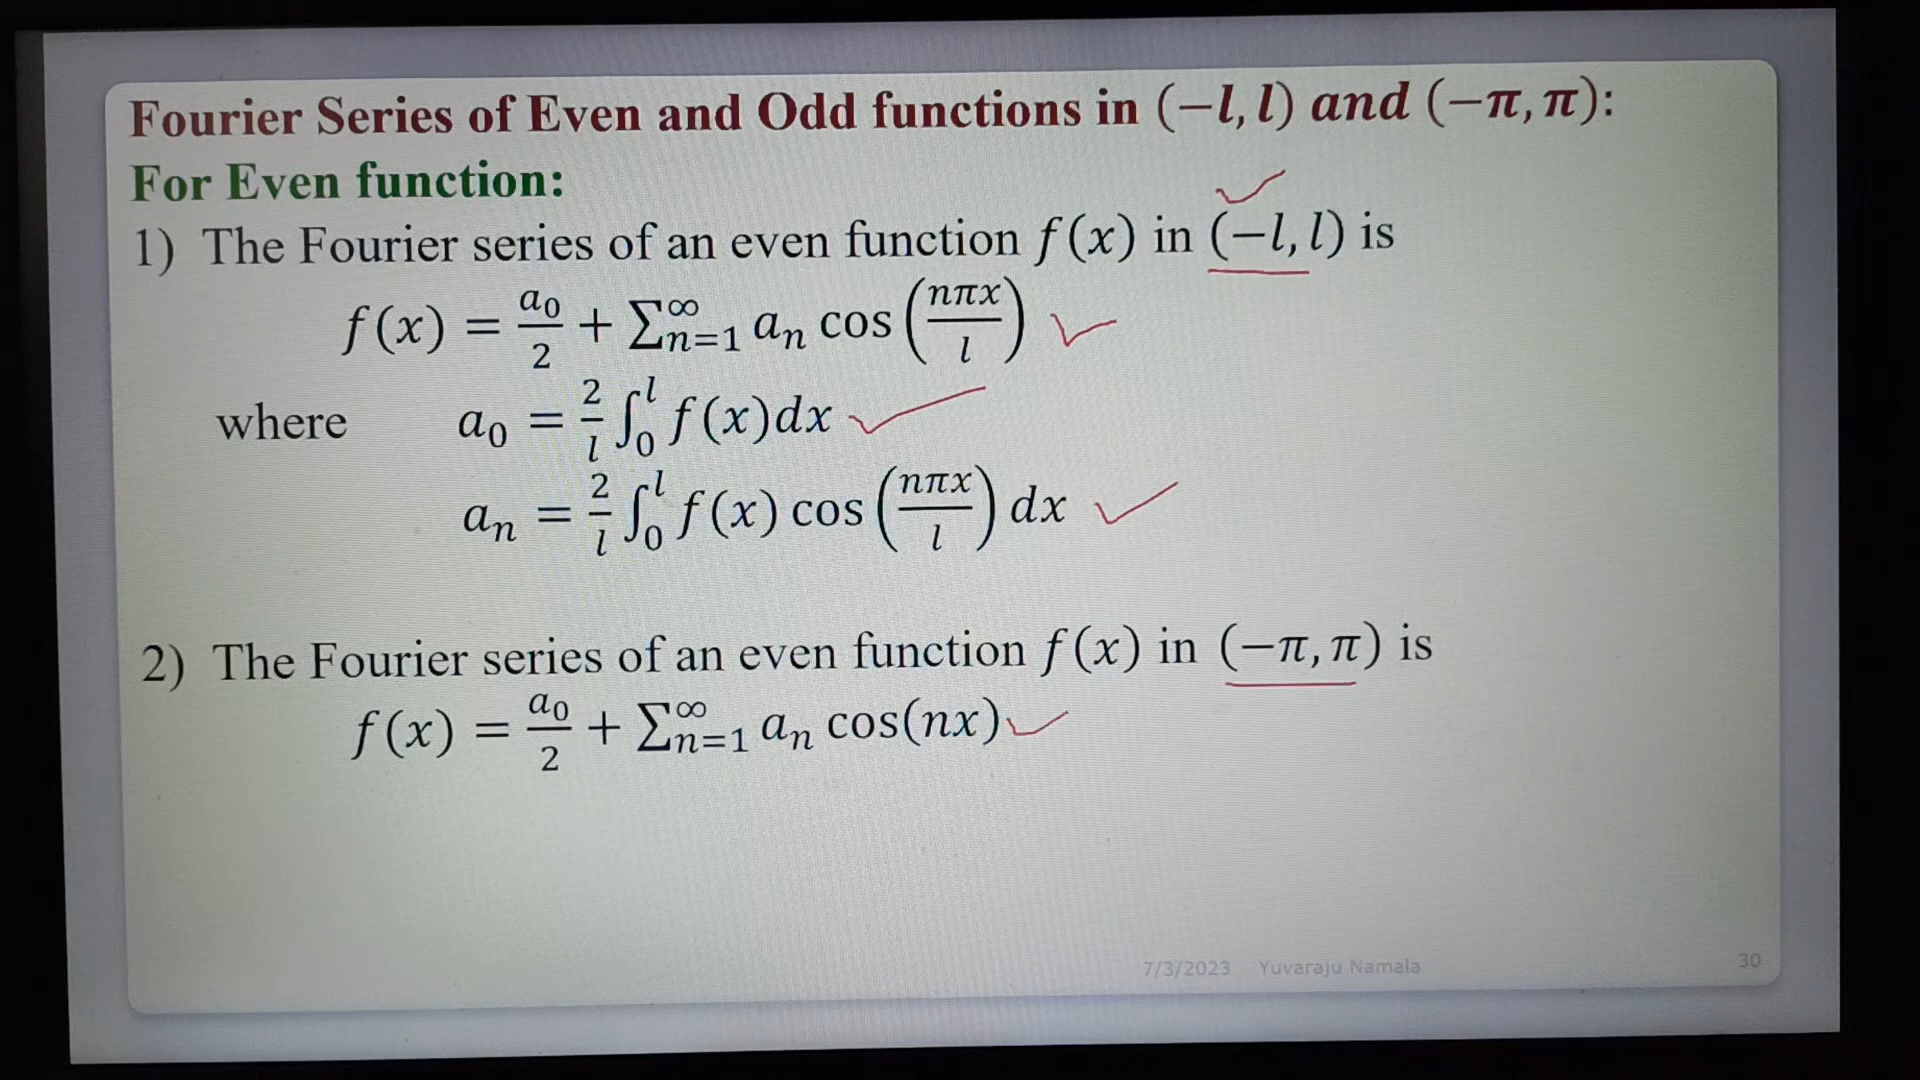 Fourier Series of Even and Odd functions in (−l, l) and (−π, π):
For Even function:
1) The Fourier series of an even function f(x) in (−l, l) is
f(x) = a₀/2 + ∑ₙ₌₁^∞ aₙ cos(nπx/l)
where a₀ = 2/l ∫₀^l f(x)dx
aₙ = 2/l ∫₀^l f(x) cos(nπx/l) dx
2) The Fourier series of an even function f(x) in (−π, π) is
f(x) = a₀/2 + ∑ₙ₌₁^∞ aₙ cos(nx)
7/3/2023 Yuvaraju Namala 30